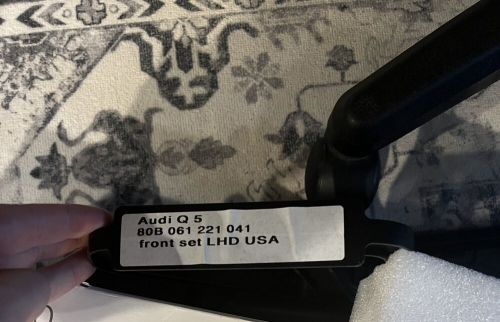 Audi Q 5
80B 061 221 041
front set LHD USA